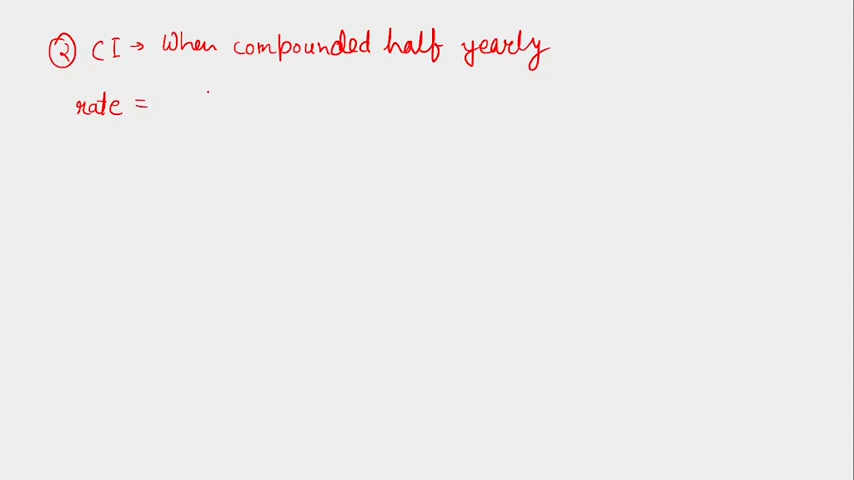 ② CI → When compounded half yearly
rate =